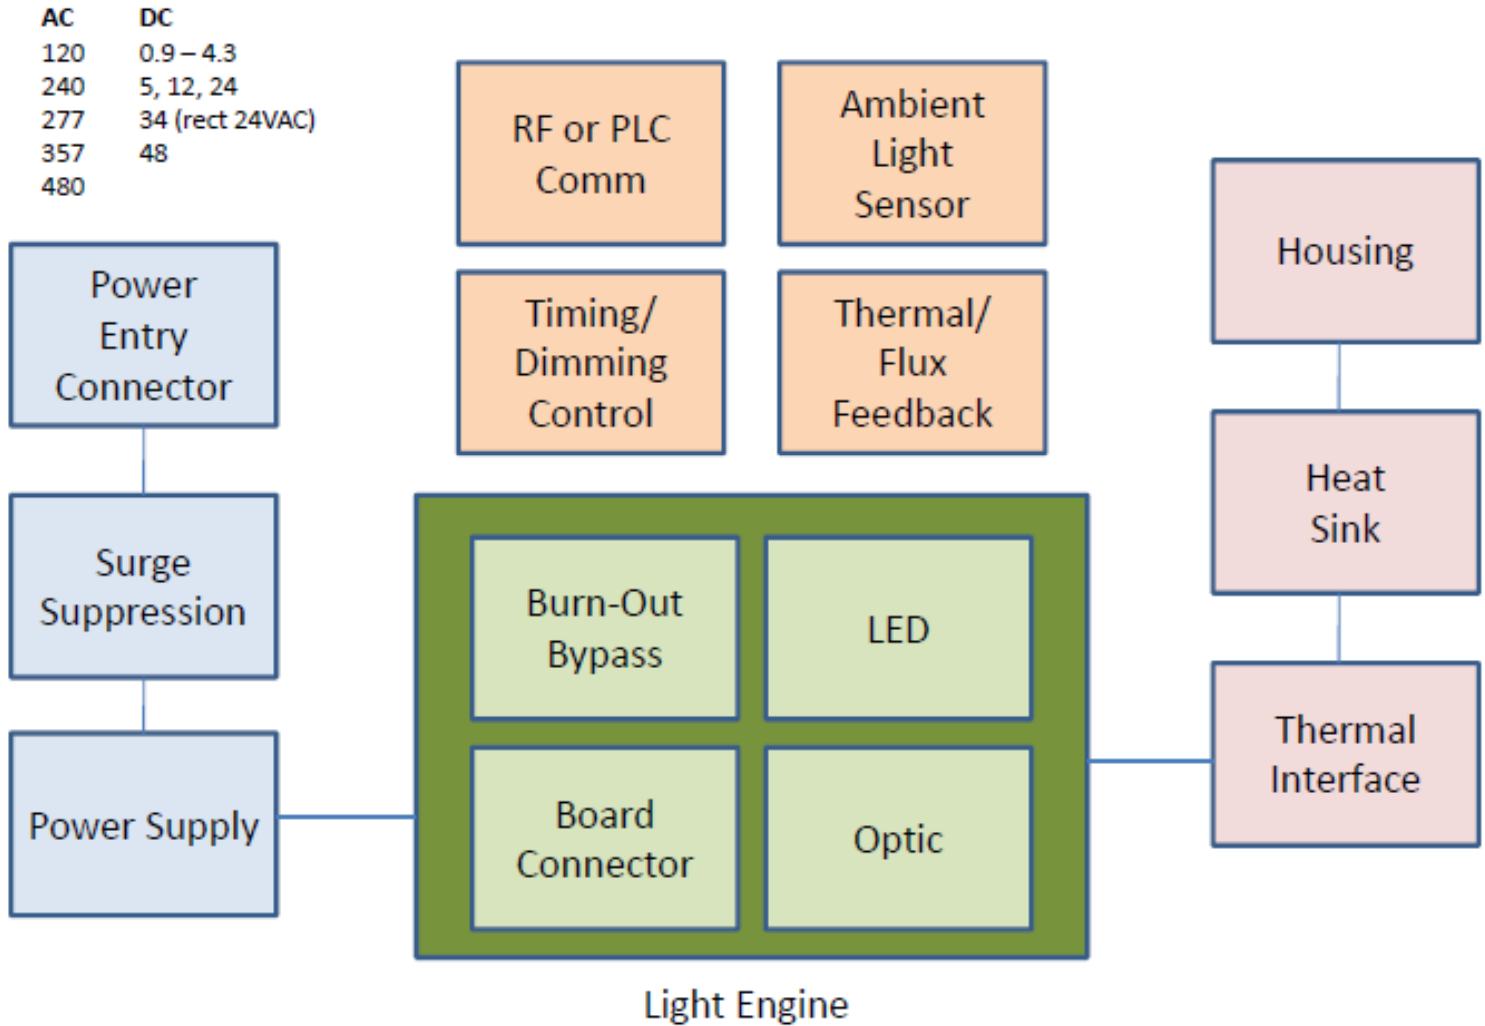 AC DC
120 0.9 – 4.3
240 5, 12, 24
277 34 (rect 24VAC)
357 48
480
Power
Entry
Connector
Surge
Suppression
Power Supply
RF or PLC
Comm
Ambient
Light
Sensor
Timing/
Dimming
Control
Thermal/
Flux
Feedback
Burn-Out
Bypass
LED
Board
Connector
Optic
Light Engine
Housing
Heat
Sink
Thermal
Interface